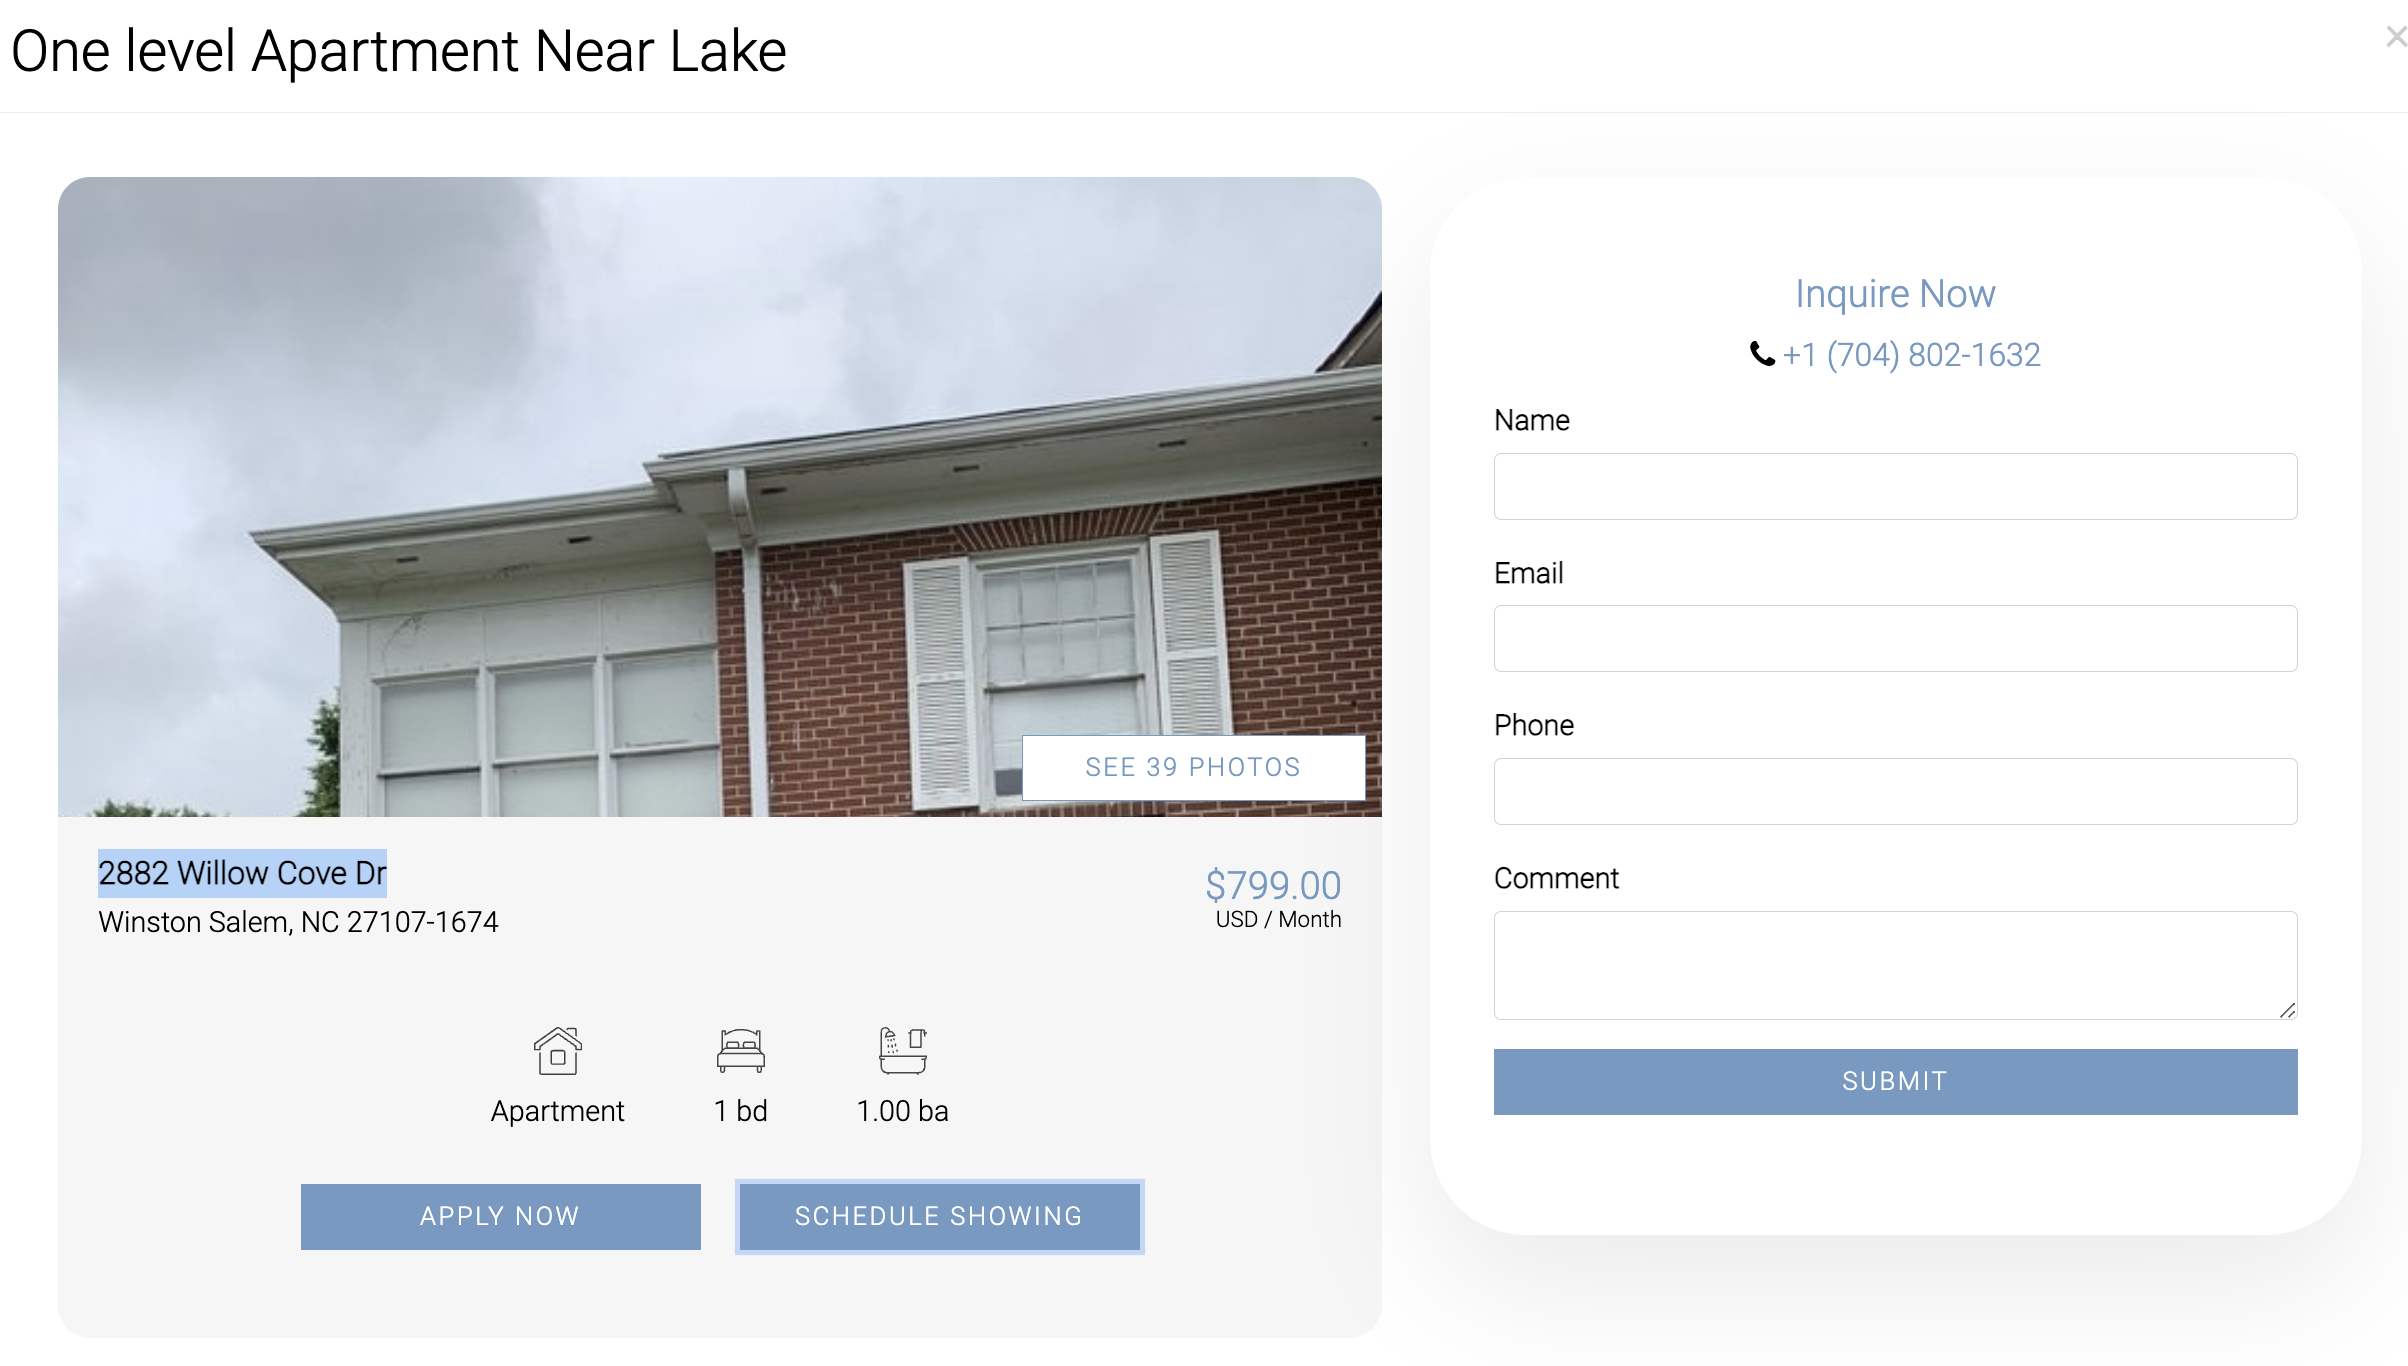 One level Apartment Near Lake
SEE 39 PHOTOS
2882 Willow Cove Dr
Winston Salem, NC 27107-1674
$799.00
USD / Month
Apartment
1 bd
1.00 ba
APPLY NOW
SCHEDULE SHOWING
Inquire Now
+1 (704) 802-1632
Name
Email
Phone
Comment
SUBMIT